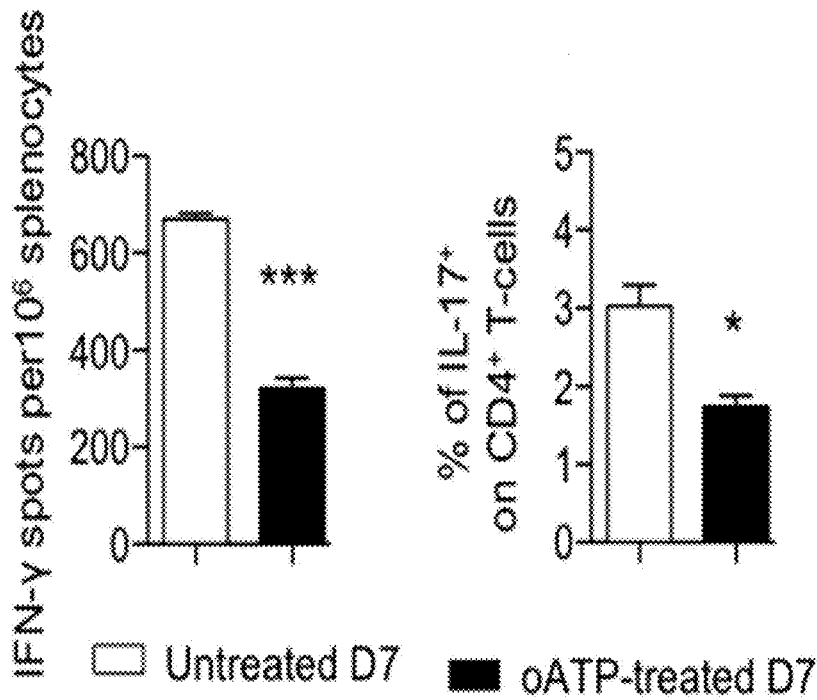 IFN-γ spots per10⁶ splenocytes
800
600
400
200
0
***
% of IL-17⁺
on CD4⁺ T-cells
5
4
3
2
1
0
*
Untreated D7
oATP-treated D7